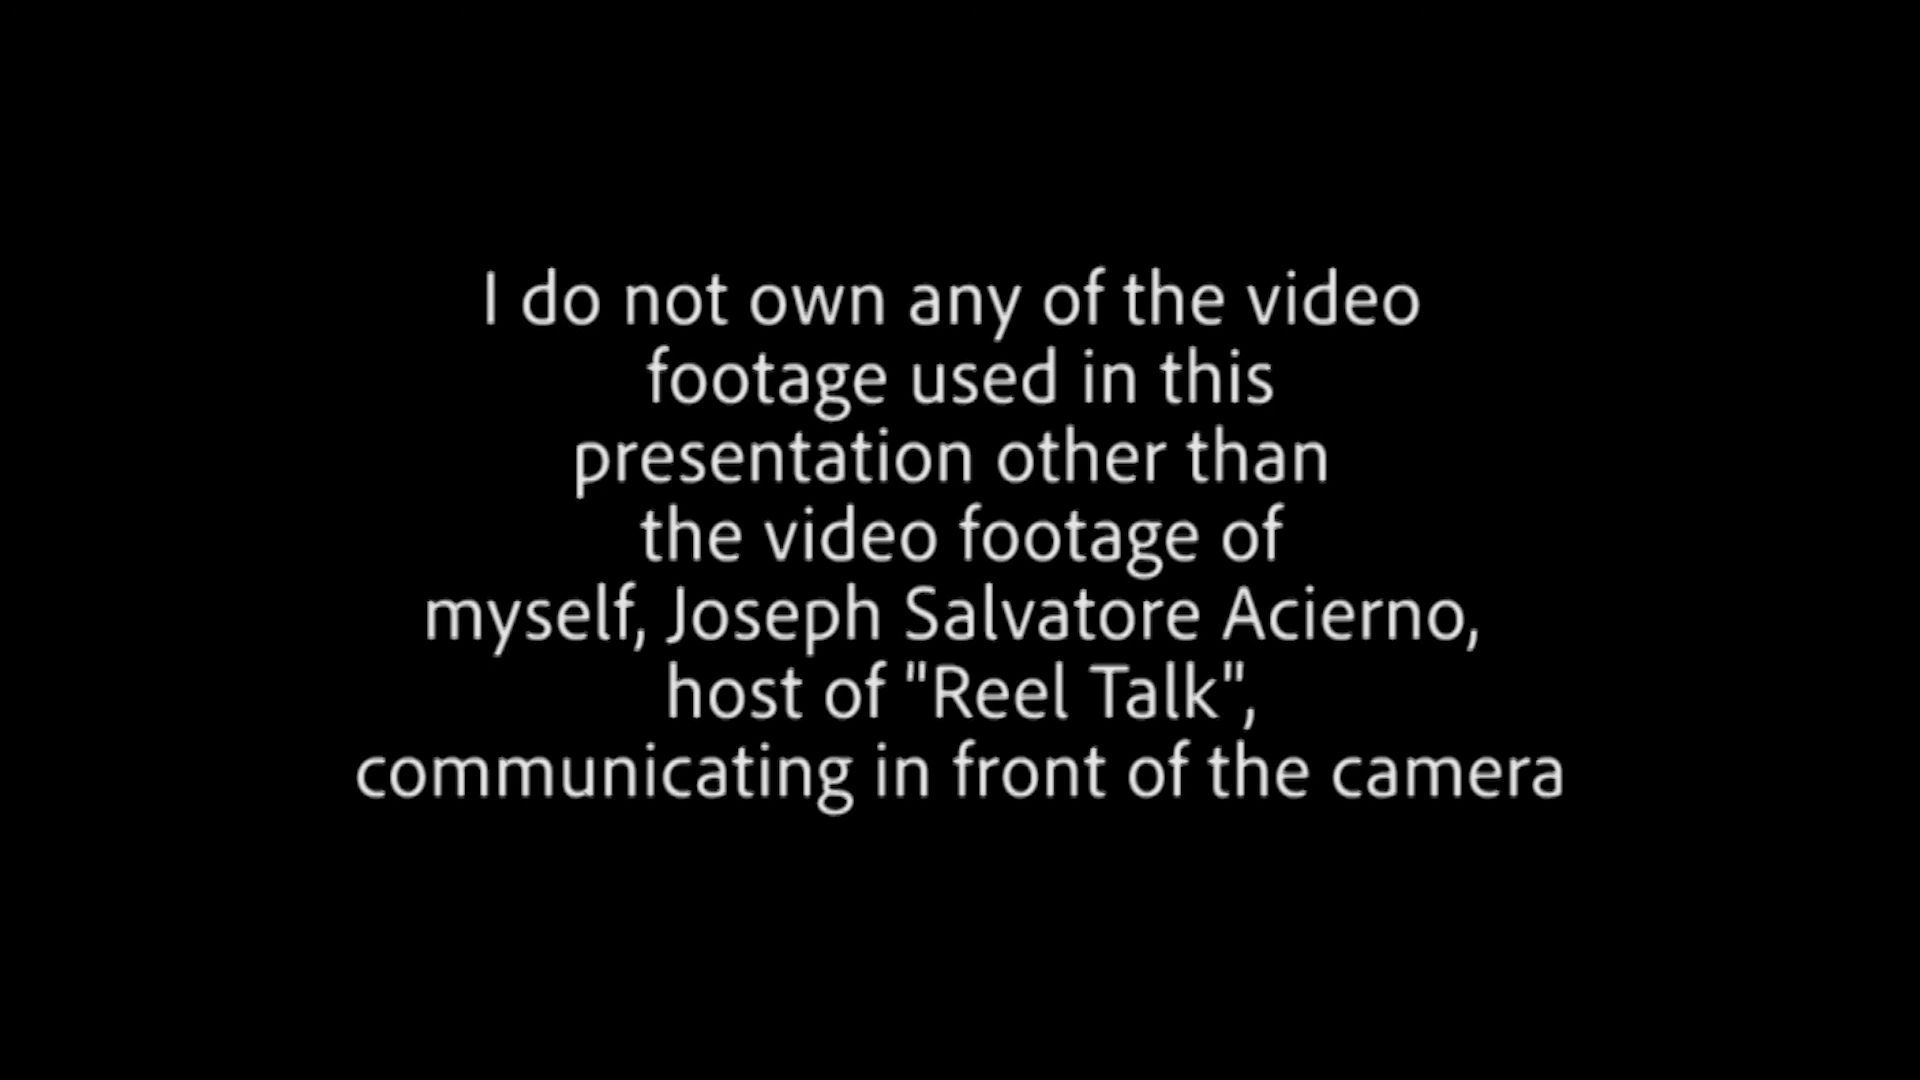 I do not own any of the video
footage used in this
presentation other than
the video footage of
myself, Joseph Salvatore Acierno,
host of "Reel Talk",
communicating in front of the camera